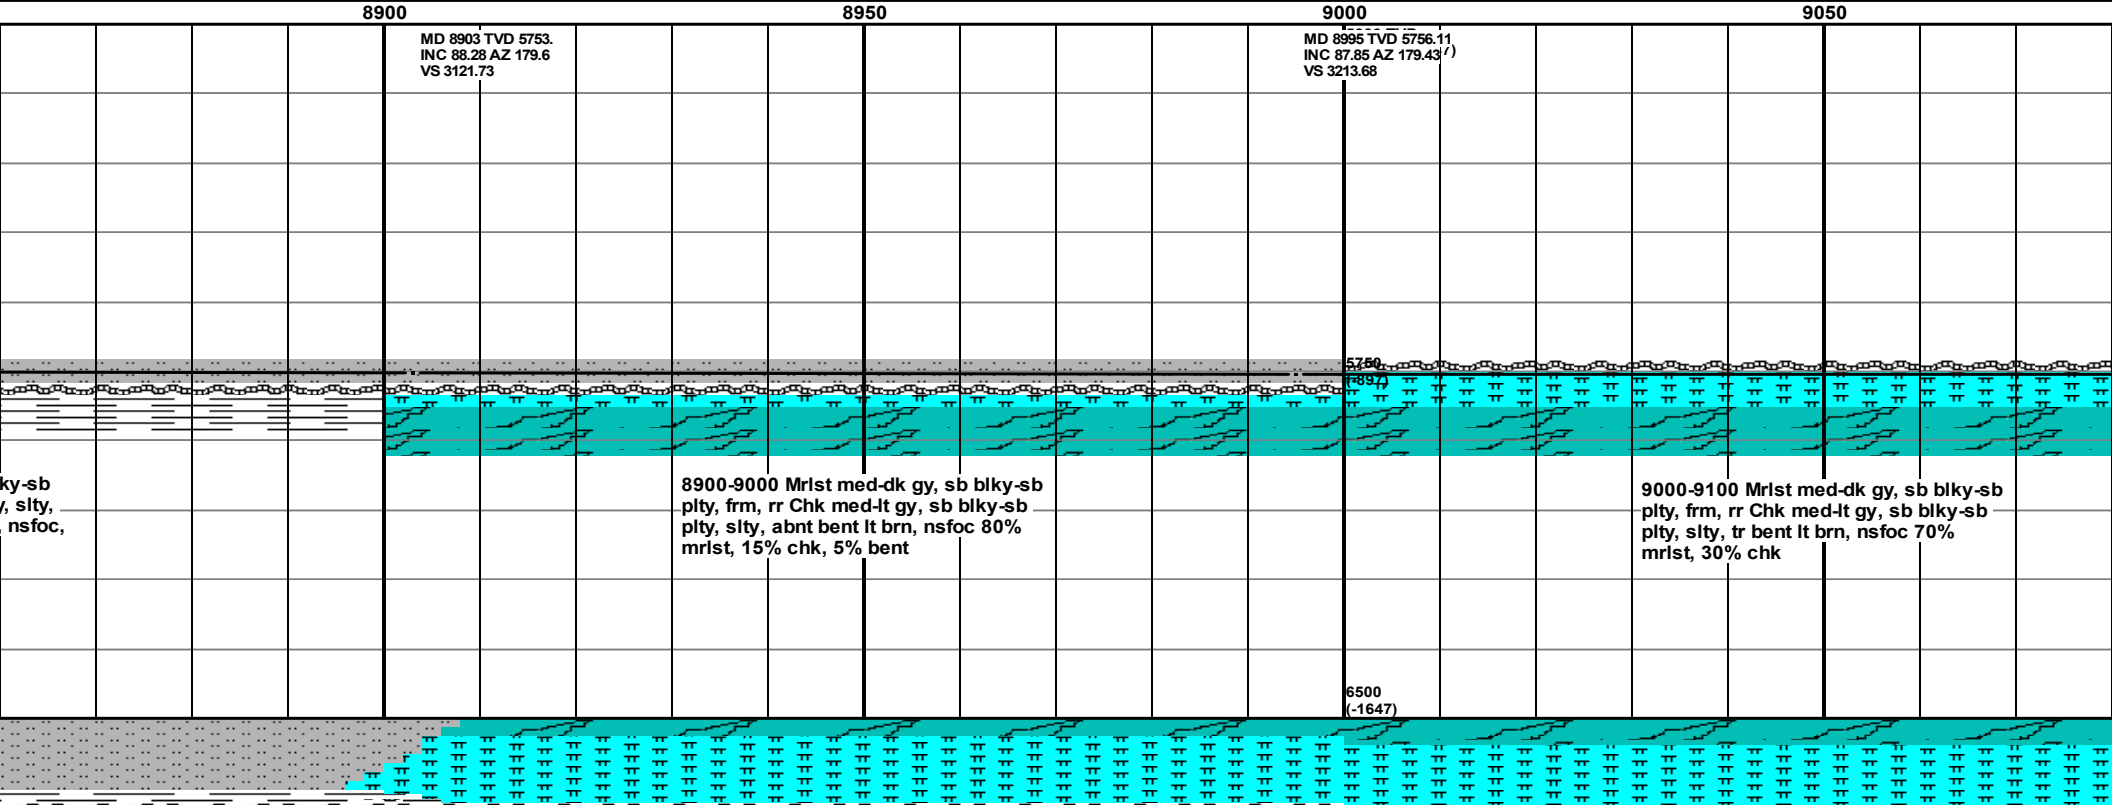 8900 8950 9000 9050
MD 8903 TVD 5753.
INC 88.28 AZ 179.6
VS 3121.73
MD 8995 TVD 5756.11
INC 87.85 AZ 179.43
VS 3213.68
5750
(-897)
ky-sb
, slty,
nsfoc,
8900-9000 Mrlst med-dk gy, sb blky-sb
plty, frm, rr Chk med-lt gy, sb blky-sb
plty, slty, abnt bent lt brn, nsfoc 80%
mrlst, 15% chk, 5% bent
9000-9100 Mrlst med-dk gy, sb blky-sb
plty, frm, rr Chk med-lt gy, sb blky-sb
plty, slty, tr bent lt brn, nsfoc 70%
mrlst, 30% chk
6500
(-1647)